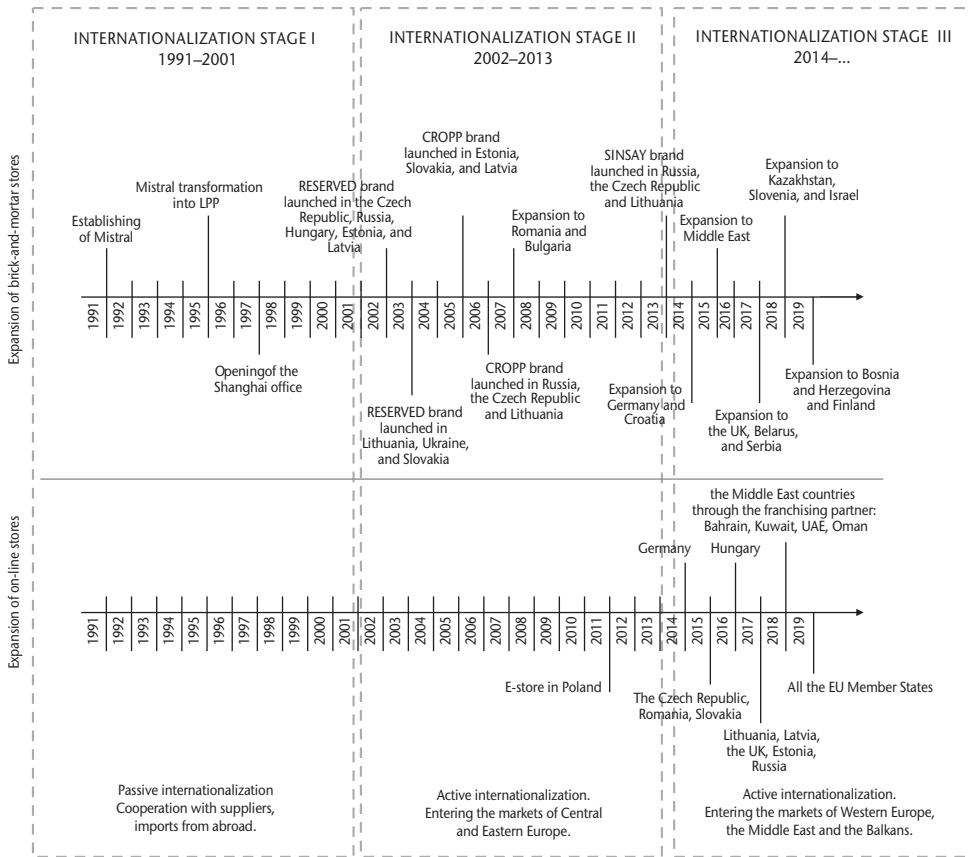 INTERNATIONALIZATION STAGE I
1991–2001
INTERNATIONALIZATION STAGE II
2002–2013
INTERNATIONALIZATION STAGE III
2014–...
Expansion of brick-and-mortar stores
Establishing
of Mistral
Mistral transformation
into LPP
RESERVED brand
launched in the Czech
Republic, Russia,
Hungary, Estonia, and
Latvia
CROPP brand
launched in Estonia,
Slovakia, and Latvia
Expansion to
Romania and
Bulgaria
SINSAY brand
launched in Russia,
the Czech Republic
and Lithuania
Expansion to
Middle East
Expansion to
Kazakhstan,
Slovenia, and Israel
1991 1992 1993 1994 1995 1996 1997 1998 1999 2000 2001 2002 2003 2004 2005 2006 2007 2008 2009 2010 2011 2012 2013 2014 2015 2016 2017 2018 2019
Openingof the
Shanghai office
RESERVED brand
launched in
Lithuania, Ukraine,
and Slovakia
CROPP brand
launched in Russia,
the Czech Republic
and Lithuania
Expansion to
Germany and
Croatia
Expansion to
the UK, Belarus,
and Serbia
Expansion to Bosnia
and Herzegovina
and Finland
Expansion of on-line stores
Germany
Hungary
the Middle East countries
through the franchising partner:
Bahrain, Kuwait, UAE, Oman
1991 1992 1993 1994 1995 1996 1997 1998 1999 2000 2001 2002 2003 2004 2005 2006 2007 2008 2009 2010 2011 2012 2013 2014 2015 2016 2017 2018 2019
E-store in Poland
The Czech Republic,
Romania, Slovakia
Lithuania, Latvia,
the UK, Estonia,
Russia
All the EU Member States
Passive internationalization
Cooperation with suppliers,
imports from abroad.
Active internationalization.
Entering the markets of Central
and Eastern Europe.
Active internationalization.
Entering the markets of Western Europe,
the Middle East and the Balkans.